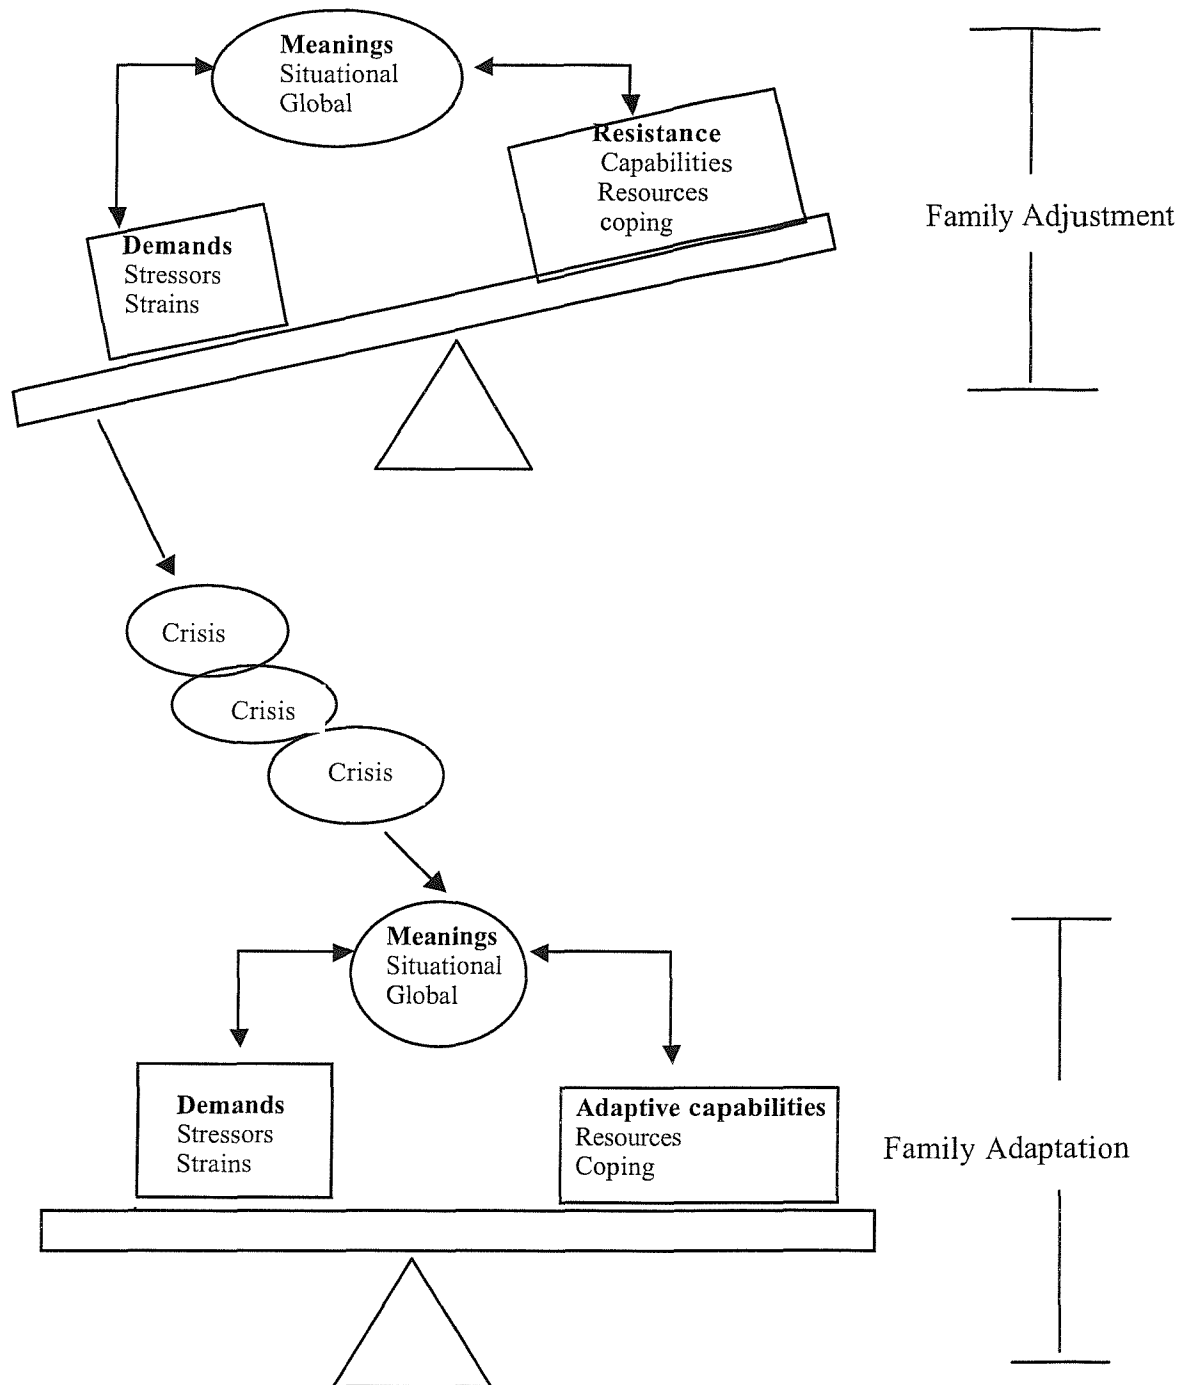 Meanings
Situational
Global
Resistance
Capabilities
Resources
coping
Demands
Stressors
Strains
Family Adjustment
Crisis
Crisis
Crisis
Meanings
Situational
Global
Demands
Stressors
Strains
Adaptive capabilities
Resources
Coping
Family Adaptation